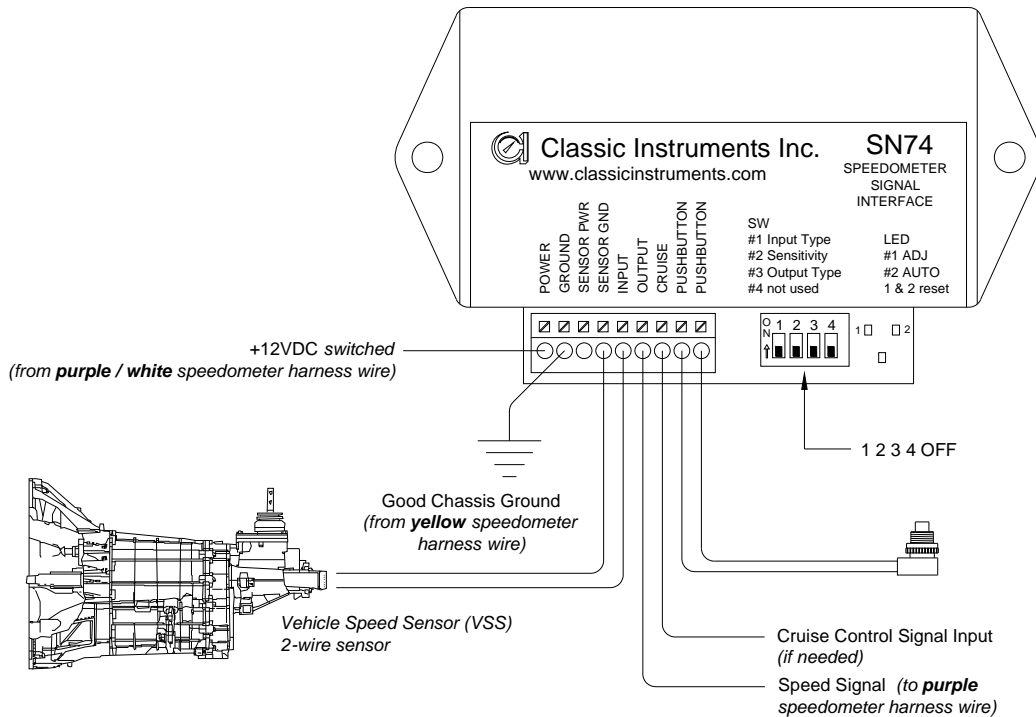 Classic Instruments Inc.
www.classicinstruments.com
SN74
SPEEDOMETER
SIGNAL
INTERFACE
POWER
GROUND
SENSOR PWR
SENSOR GND
INPUT
OUTPUT
CRUISE
PUSHBUTTON
PUSHBUTTON
SW
#1 Input Type
#2 Sensitivity
#3 Output Type
#4 not used
LED
#1 ADJ
#2 AUTO
1 & 2 reset
ON 1 2 3 4
1 2
+12VDC switched
(from purple / white speedometer harness wire)
1 2 3 4 OFF
Good Chassis Ground
(from yellow speedometer
harness wire)
Vehicle Speed Sensor (VSS)
2-wire sensor
Cruise Control Signal Input
(if needed)
Speed Signal (to purple
speedometer harness wire)